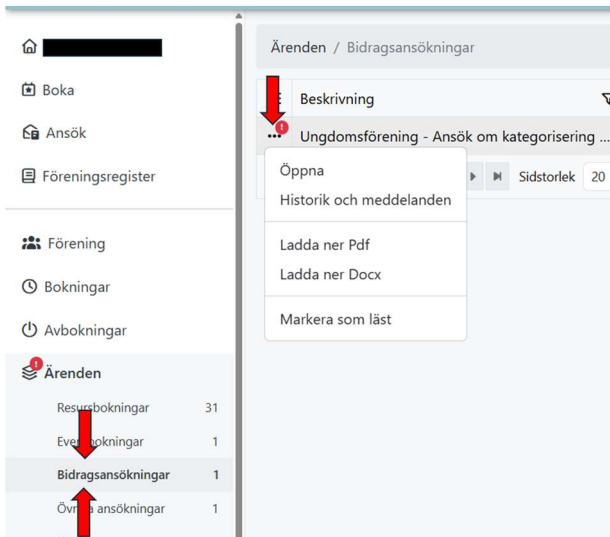 Boka
Ansök
Föreningsregister
Förening
Bokningar
Avbokningar
Ärenden
Resursbokningar 31
Eventbokningar 1
Bidragsansökningar 1
Övriga ansökningar 1
Ärenden / Bidragsansökningar
Beskrivning
Ungdomsförening - Ansök om kategorisering ...
Öppna
Historik och meddelanden
Sidstorlek 20
Ladda ner Pdf
Ladda ner Docx
Markera som läst